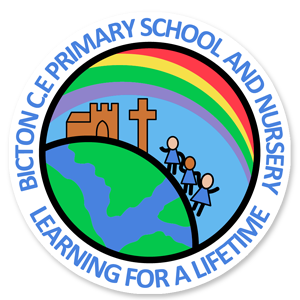 BICTON C.E PRIMARY SCHOOL AND NURSERY
LEARNING FOR A LIFETIME